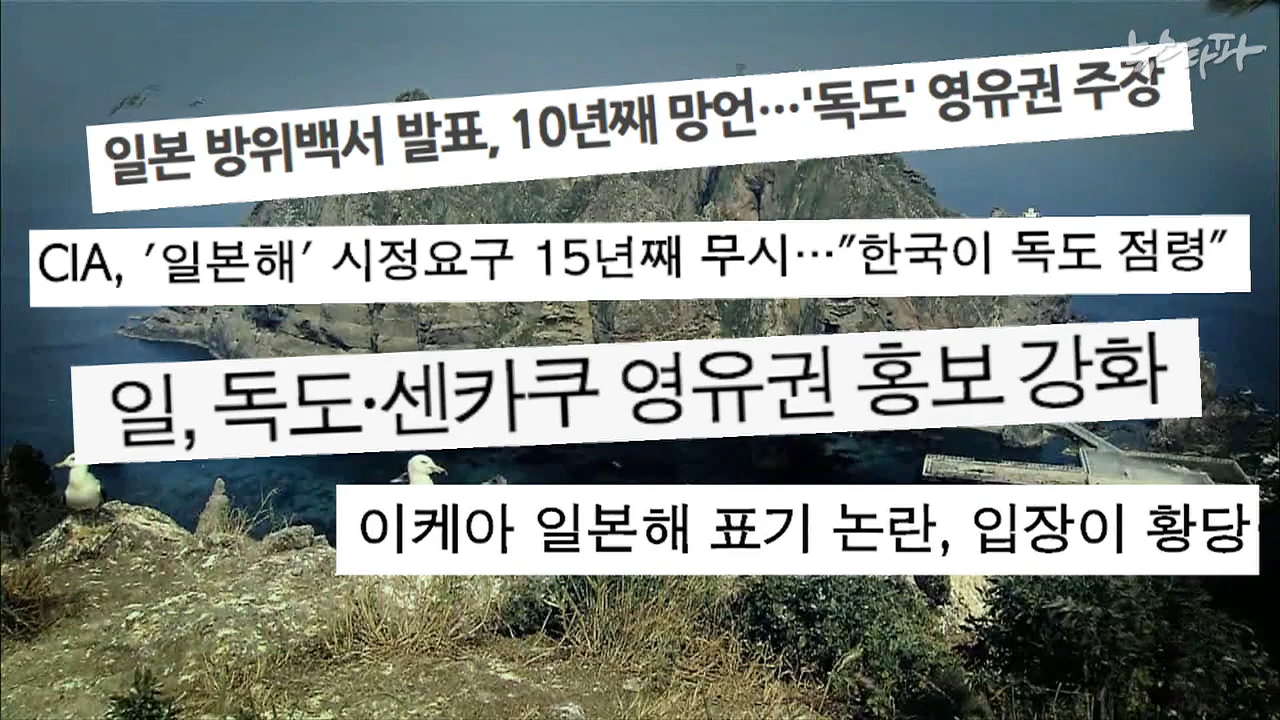 뉴스타파
일본 방위백서 발표, 10년째 망언…'독도' 영유권 주장
CIA, '일본해' 시정요구 15년째 무시…"한국이 독도 점령"
일, 독도·센카쿠 영유권 홍보 강화
이케아 일본해 표기 논란, 입장이 황당